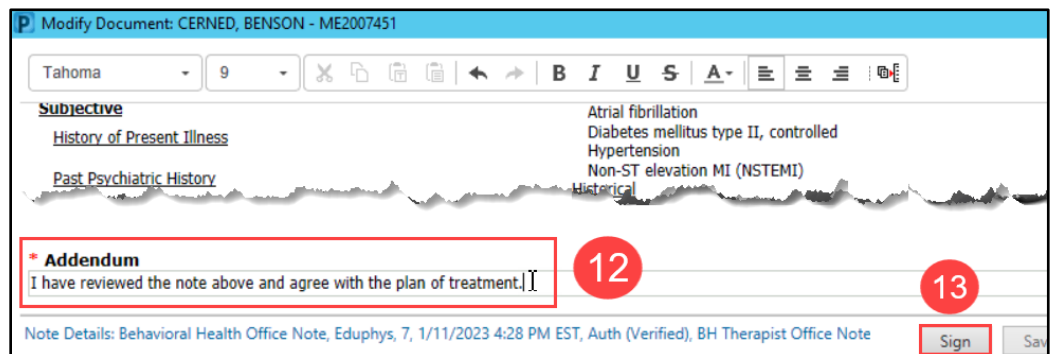 Modify Document: CERNED, BENSON - ME2007451
Tahoma 9 B I U S A
Subjective
History of Present Illness
Past Psychiatric History
Atrial fibrillation
Diabetes mellitus type II, controlled
Hypertension
Non-ST elevation MI (NSTEMI)
Historical
* Addendum
I have reviewed the note above and agree with the plan of treatment.
12
13
Note Details: Behavioral Health Office Note, Eduphys, 7, 1/11/2023 4:28 PM EST, Auth (Verified), BH Therapist Office Note
Sign Sav